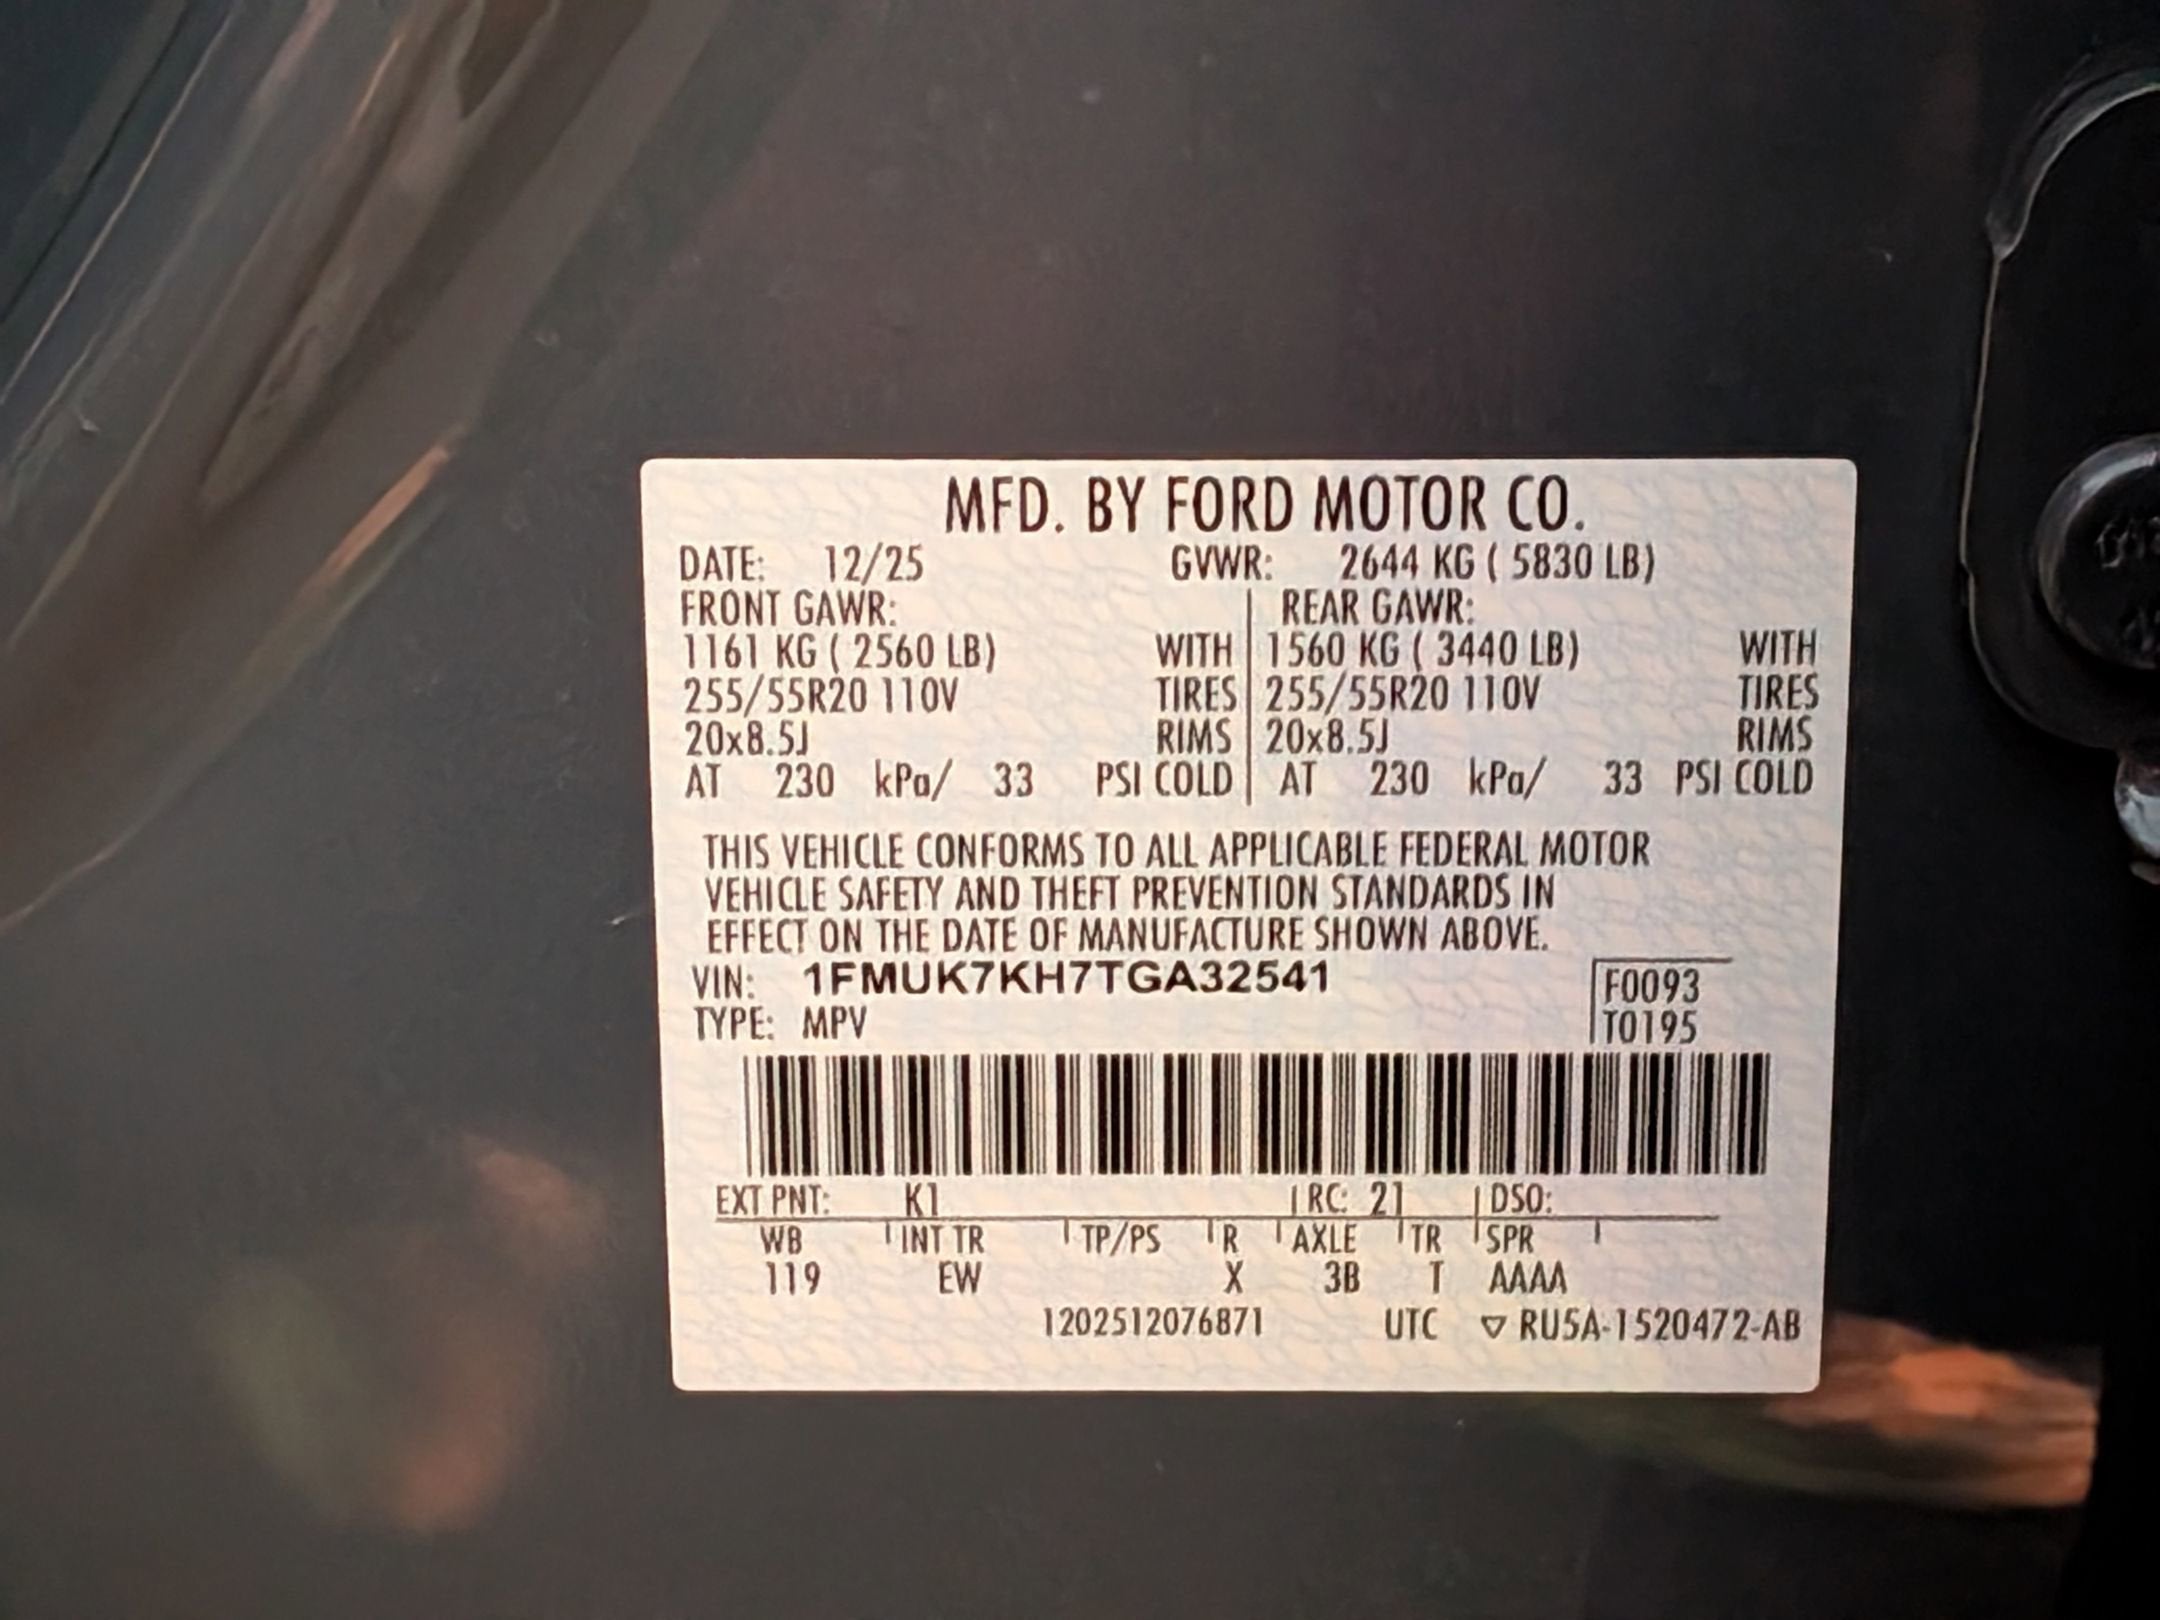 MFD. BY FORD MOTOR CO.
DATE: 12/25 GVWR: 2644 KG ( 5830 LB)
FRONT GAWR: REAR GAWR:
1161 KG ( 2560 LB) WITH 1560 KG ( 3440 LB) WITH
255/55R20 110V TIRES 255/55R20 110V TIRES
20x8.5J RIMS 20x8.5J RIMS
AT 230 kPa/ 33 PSI COLD AT 230 kPa/ 33 PSI COLD
THIS VEHICLE CONFORMS TO ALL APPLICABLE FEDERAL MOTOR
VEHICLE SAFETY AND THEFT PREVENTION STANDARDS IN
EFFECT ON THE DATE OF MANUFACTURE SHOWN ABOVE.
VIN: 1FMUK7KH7TGA32541 F0093
TYPE: MPV T0195
EXT PNT: K1 RC: 21 DSO:
WB INT TR TP/PS R AXLE TR SPR
119 EW X 3B T AAAA
1202512076871 UTC ▽ RU5A-1520472-AB